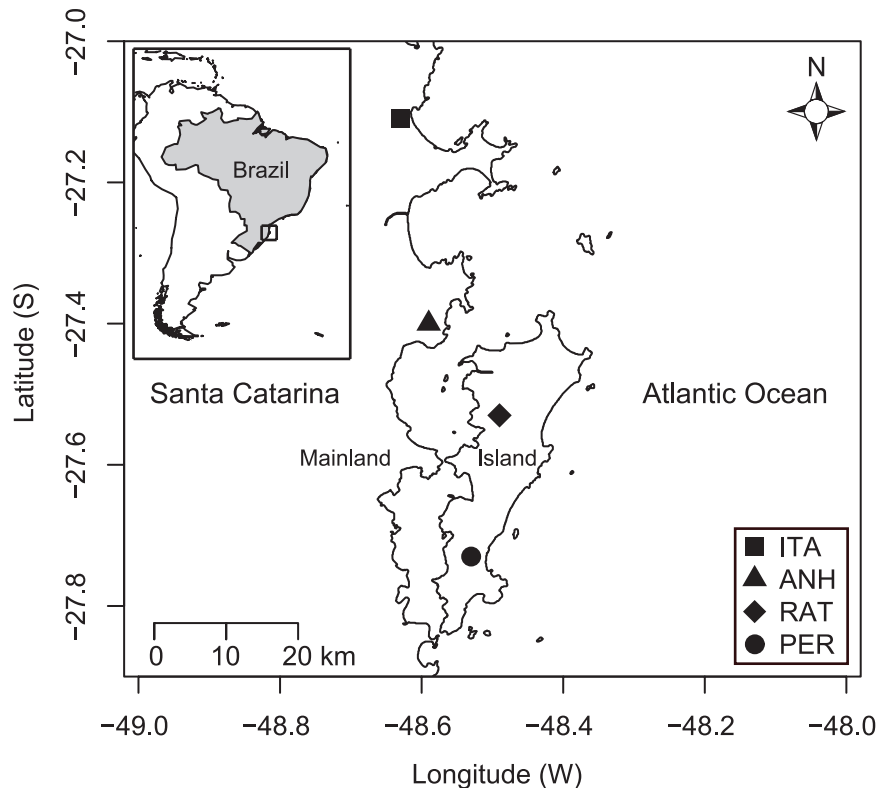 N
Brazil
Santa Catarina
Atlantic Ocean
Mainland
Island
ITA
ANH
RAT
PER
0 10 20 km
Latitude (S)
−27.0
−27.2
−27.4
−27.6
−27.8
−49.0 −48.8 −48.6 −48.4 −48.2 −48.0
Longitude (W)